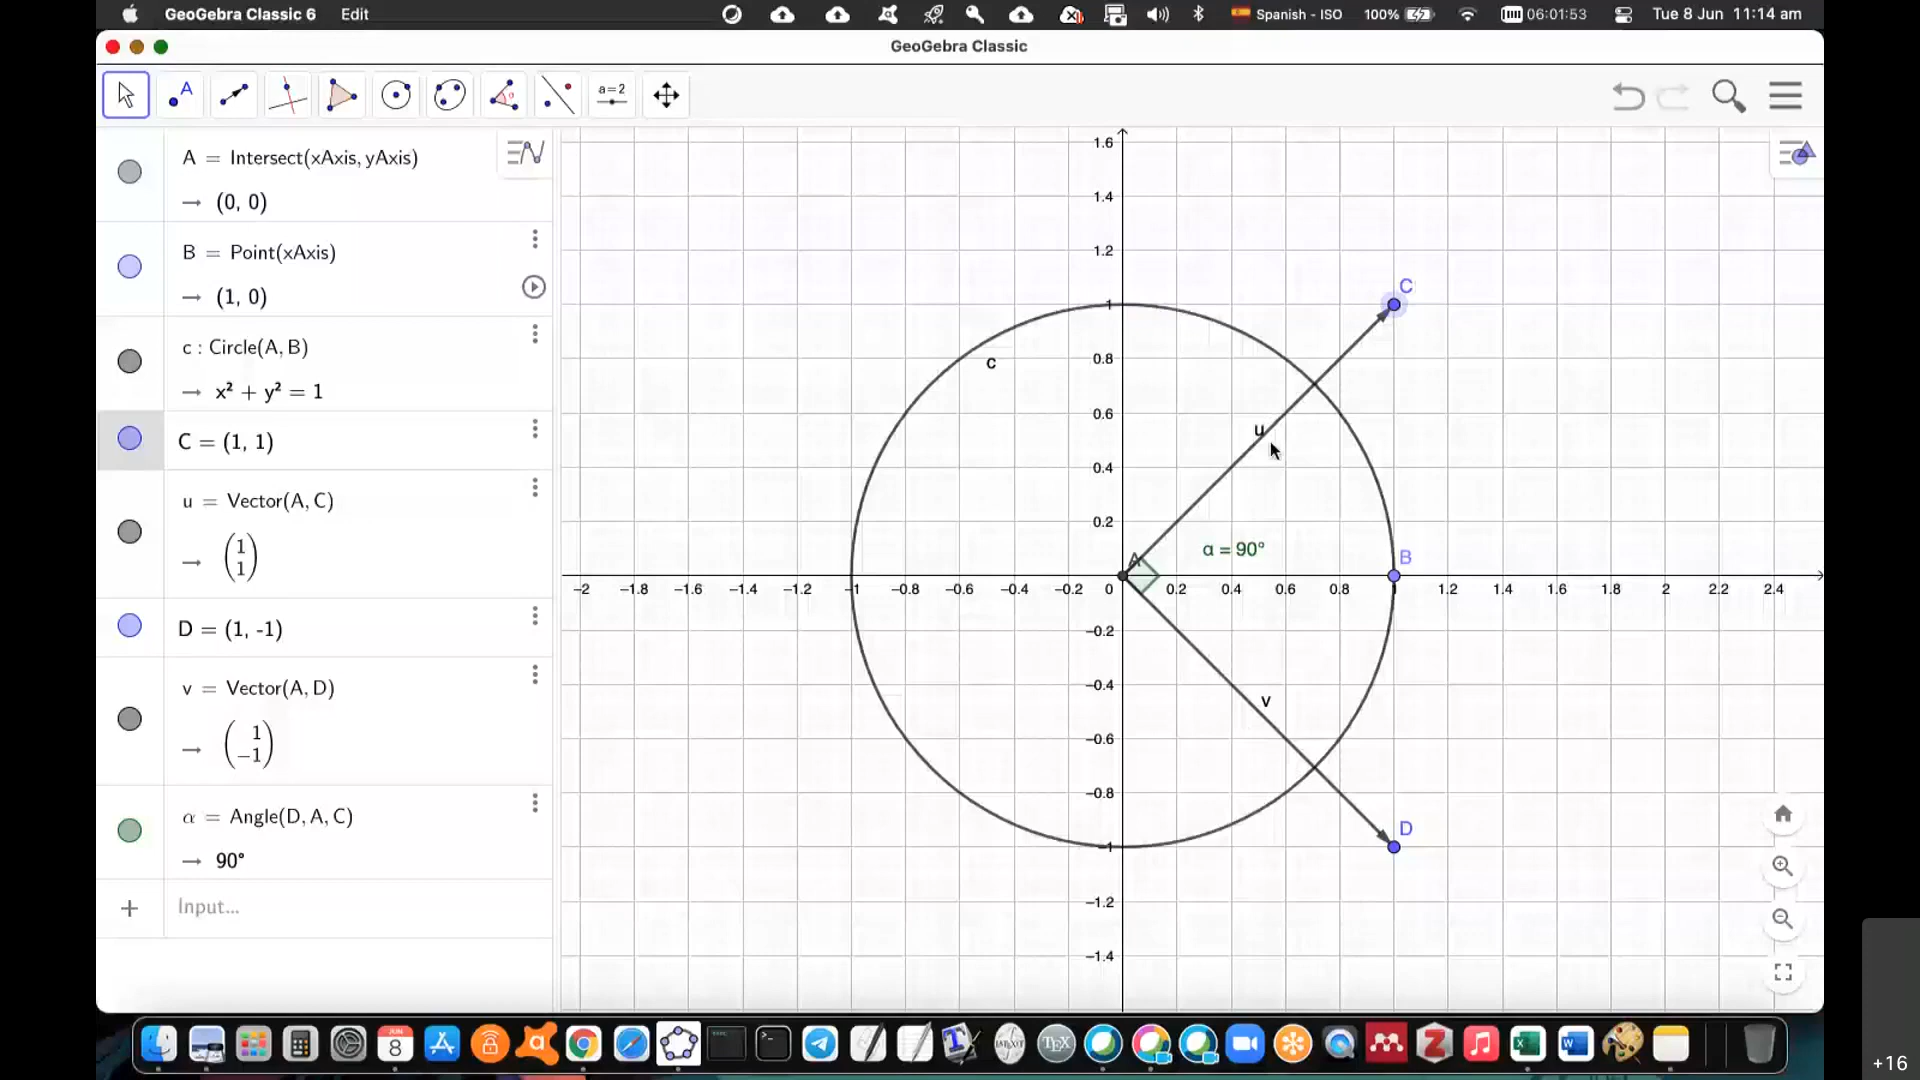 GeoGebra Classic 6 Edit Spanish - ISO 100% 06:01:53 Tue 8 Jun 11:14 am
GeoGebra Classic
A a=2
A = Intersect(xAxis, yAxis)
→ (0, 0)
B = Point(xAxis)
→ (1, 0)
c : Circle(A, B)
→ x² + y² = 1
C = (1, 1)
u = Vector(A, C)
→ (1
1)
D = (1, -1)
v = Vector(A, D)
→ (1
−1)
α = Angle(D, A, C)
→ 90°
+ Input...
1.6
1.4
1.2
C
1
c
0.8
0.6
u
0.4
0.2
α = 90°
A
B
−2 −1.8 −1.6 −1.4 −1.2 −1 −0.8 −0.6 −0.4 −0.2 0 0.2 0.4 0.6 0.8 1 1.2 1.4 1.6 1.8 2 2.2 2.4
−0.2
−0.4
v
−0.6
−0.8
D
−1
−1.2
−1.4
JUN
8
+16